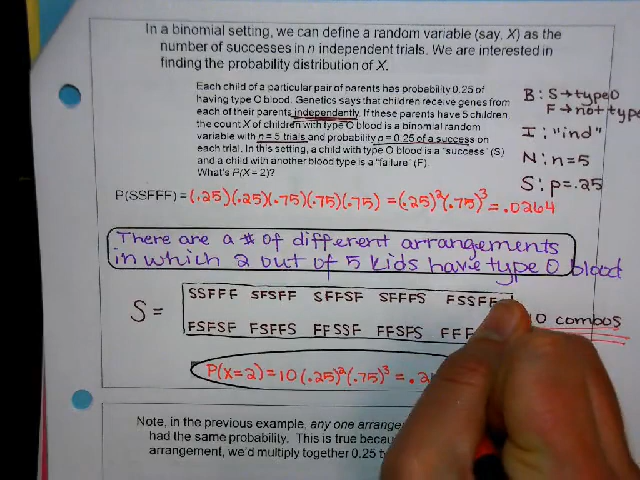 In a binomial setting, we can define a random variable (say, X) as the
number of successes in n independent trials. We are interested in
finding the probability distribution of X.
Each child of a particular pair of parents has probability 0.25 of
having type O blood. Genetics says that children receive genes from
each of their parents independently. If these parents have 5 children
the count X of children with type O blood is a binomial random
variable with n = 5 trials and probability p = 0.25 of a success on
each trial. In this setting, a child with type O blood is a "success" (S)
and a child with another blood type is a "failure" (F).
What's P(X = 2)?
B: S→type O
F→not type
I: "ind"
N: n=5
S: p=.25
P(SSFFF) = (.25)(.25)(.75)(.75)(.75) = (.25)²(.75)³ = .0264
There are a # of different arrangements
in which 2 out of 5 kids have type O blood
S =
SSFFF SFSFF SFFSF SFFFS FSSFF
FSFSF FSFFS FFSSF FFSFS FFF
10 combos
P(X=2) = 10(.25)²(.75)³ = .2
Note, in the previous example, any one arrange
had the same probability. This is true becau
arrangement, we'd multiply together 0.25 t